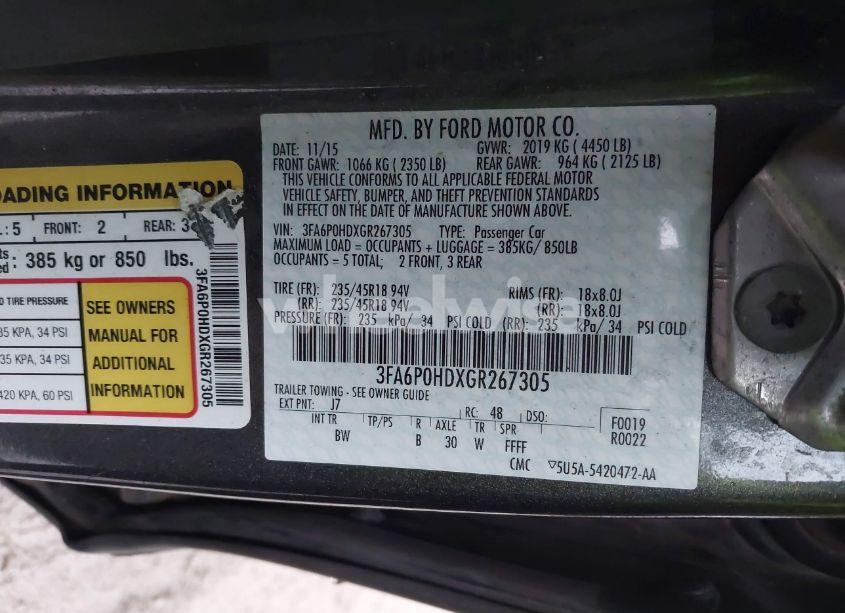 MFD. BY FORD MOTOR CO.
DATE: 11/15 GVWR: 2019 KG ( 4450 LB)
FRONT GAWR: 1066 KG ( 2350 LB) REAR GAWR: 964 KG ( 2125 LB)
THIS VEHICLE CONFORMS TO ALL APPLICABLE FEDERAL MOTOR
VEHICLE SAFETY, BUMPER, AND THEFT PREVENTION STANDARDS
IN EFFECT ON THE DATE OF MANUFACTURE SHOWN ABOVE.
VIN: 3FA6P0HDXGR267305 TYPE: Passenger Car
MAXIMUM LOAD = OCCUPANTS + LUGGAGE = 385KG/ 850LB
OCCUPANTS = 5 TOTAL; 2 FRONT, 3 REAR
TIRE (FR): 235/45R18 94V RIMS (FR): 18x8.0J
(RR): 235/45R18 94V (RR): 18x8.0J
PRESSURE (FR): 235 kPa/ 34 PSI COLD (RR): 235 kPa/ 34 PSI COLD
3FA6P0HDXGR267305
TRAILER TOWING - SEE OWNER GUIDE
EXT PNT: J7 RC: 48 DSO:
F0019
R0022
INT TR TP/PS R AXLE TR SPR
BW B 30 W FFFF
CMC 5U5A-5420472-AA
OADING INFORMATION
:5 FRONT: 2 REAR: 3
: 385 kg or 850 lbs.
TIRE PRESSURE
35 KPA, 34 PSI
35 KPA, 34 PSI
420 KPA, 60 PSI
SEE OWNERS
MANUAL FOR
ADDITIONAL
INFORMATION
3FA6P0HDXGR267305